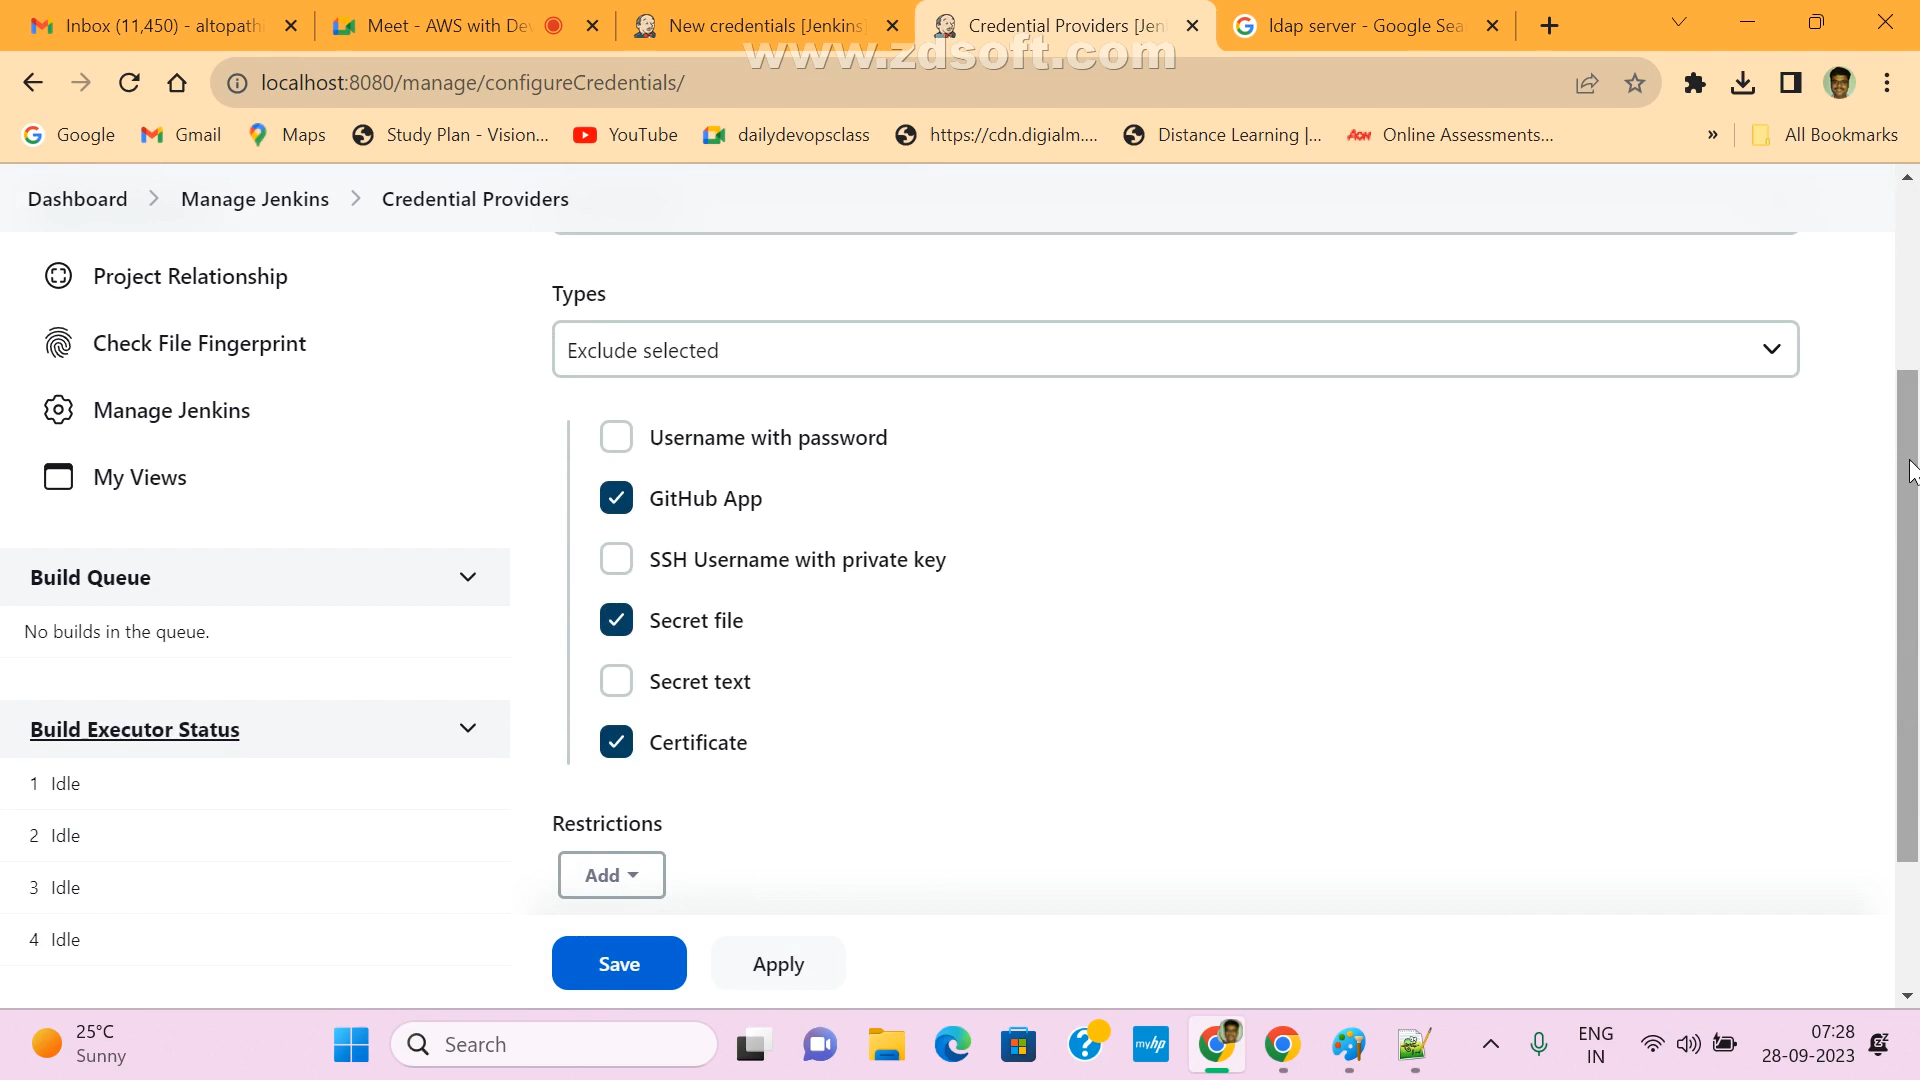 Inbox (11,450) - altopath
Meet - AWS with De
New credentials [Jenkins]
Credential Providers [Jen
ldap server - Google Sea
www.zdsoft.com
localhost:8080/manage/configureCredentials/
Google
Gmail
Maps
Study Plan - Vision...
YouTube
dailydevopsclass
https://cdn.digialm....
Distance Learning |...
Aon
Online Assessments...
»
All Bookmarks
Dashboard
Manage Jenkins
Credential Providers
Project Relationship
Check File Fingerprint
Manage Jenkins
My Views
Build Queue
No builds in the queue.
Build Executor Status
1 Idle
2 Idle
3 Idle
4 Idle
Types
Exclude selected
Username with password
GitHub App
SSH Username with private key
Secret file
Secret text
Certificate
Restrictions
Add
Save
Apply
25°C
Sunny
Search
myhp
ENG
IN
07:28
28-09-2023